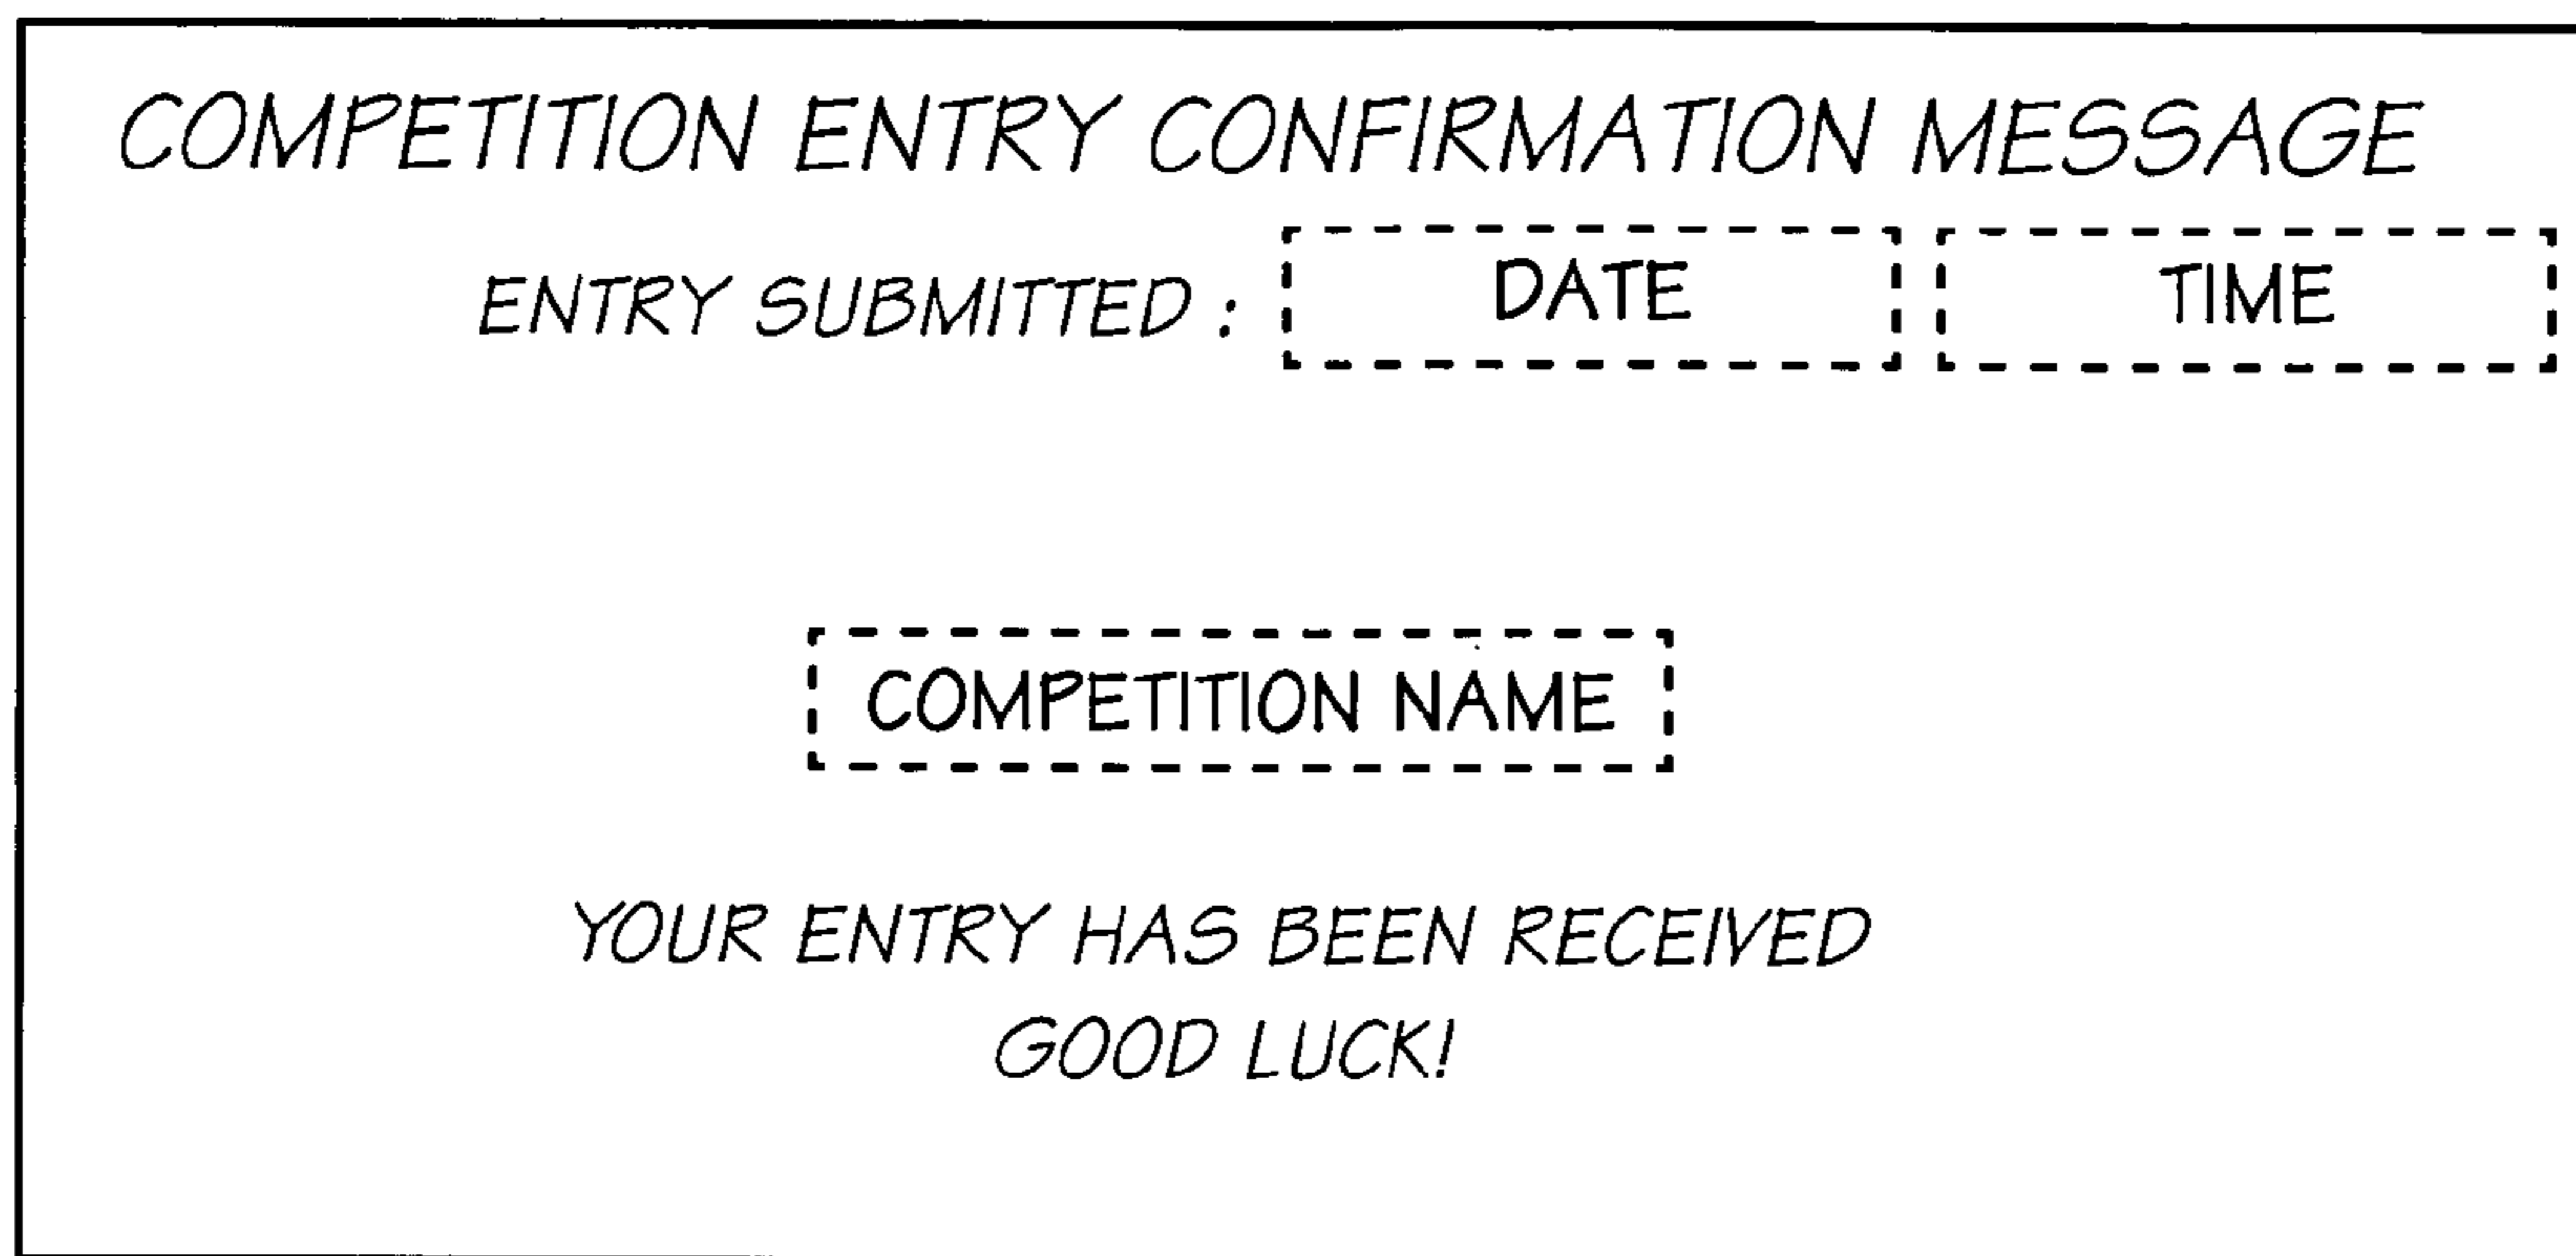 COMPETITION ENTRY CONFIRMATION MESSAGE
ENTRY SUBMITTED : DATE TIME
COMPETITION NAME
YOUR ENTRY HAS BEEN RECEIVED
GOOD LUCK!